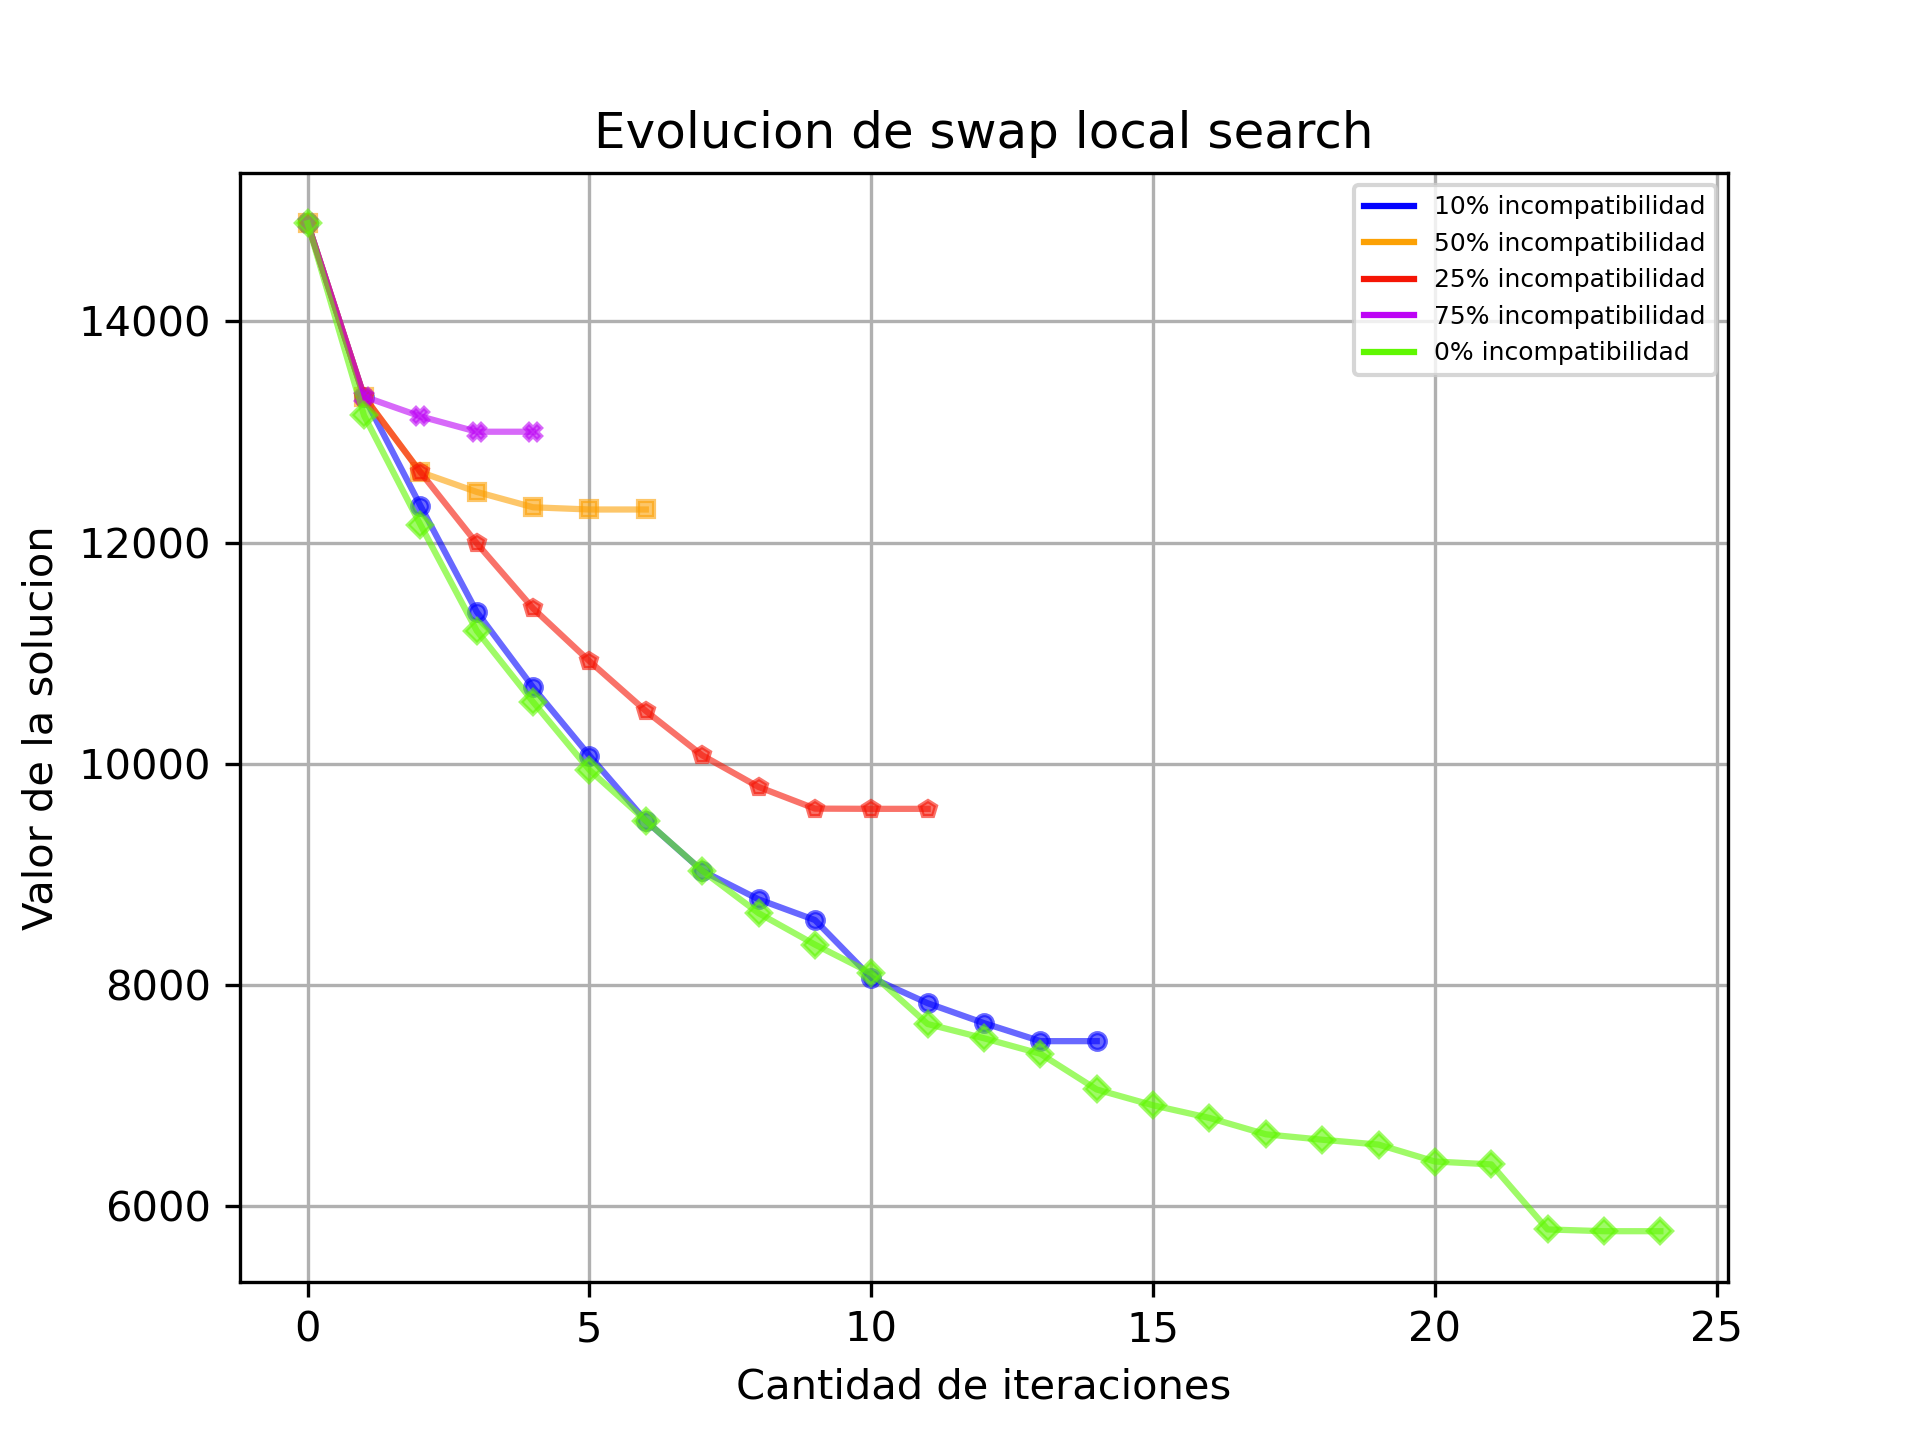 Evolucion de swap local search
10% incompatibilidad
50% incompatibilidad
25% incompatibilidad
75% incompatibilidad
0% incompatibilidad
Valor de la solucion
14000
12000
10000
8000
6000
0 5 10 15 20 25
Cantidad de iteraciones